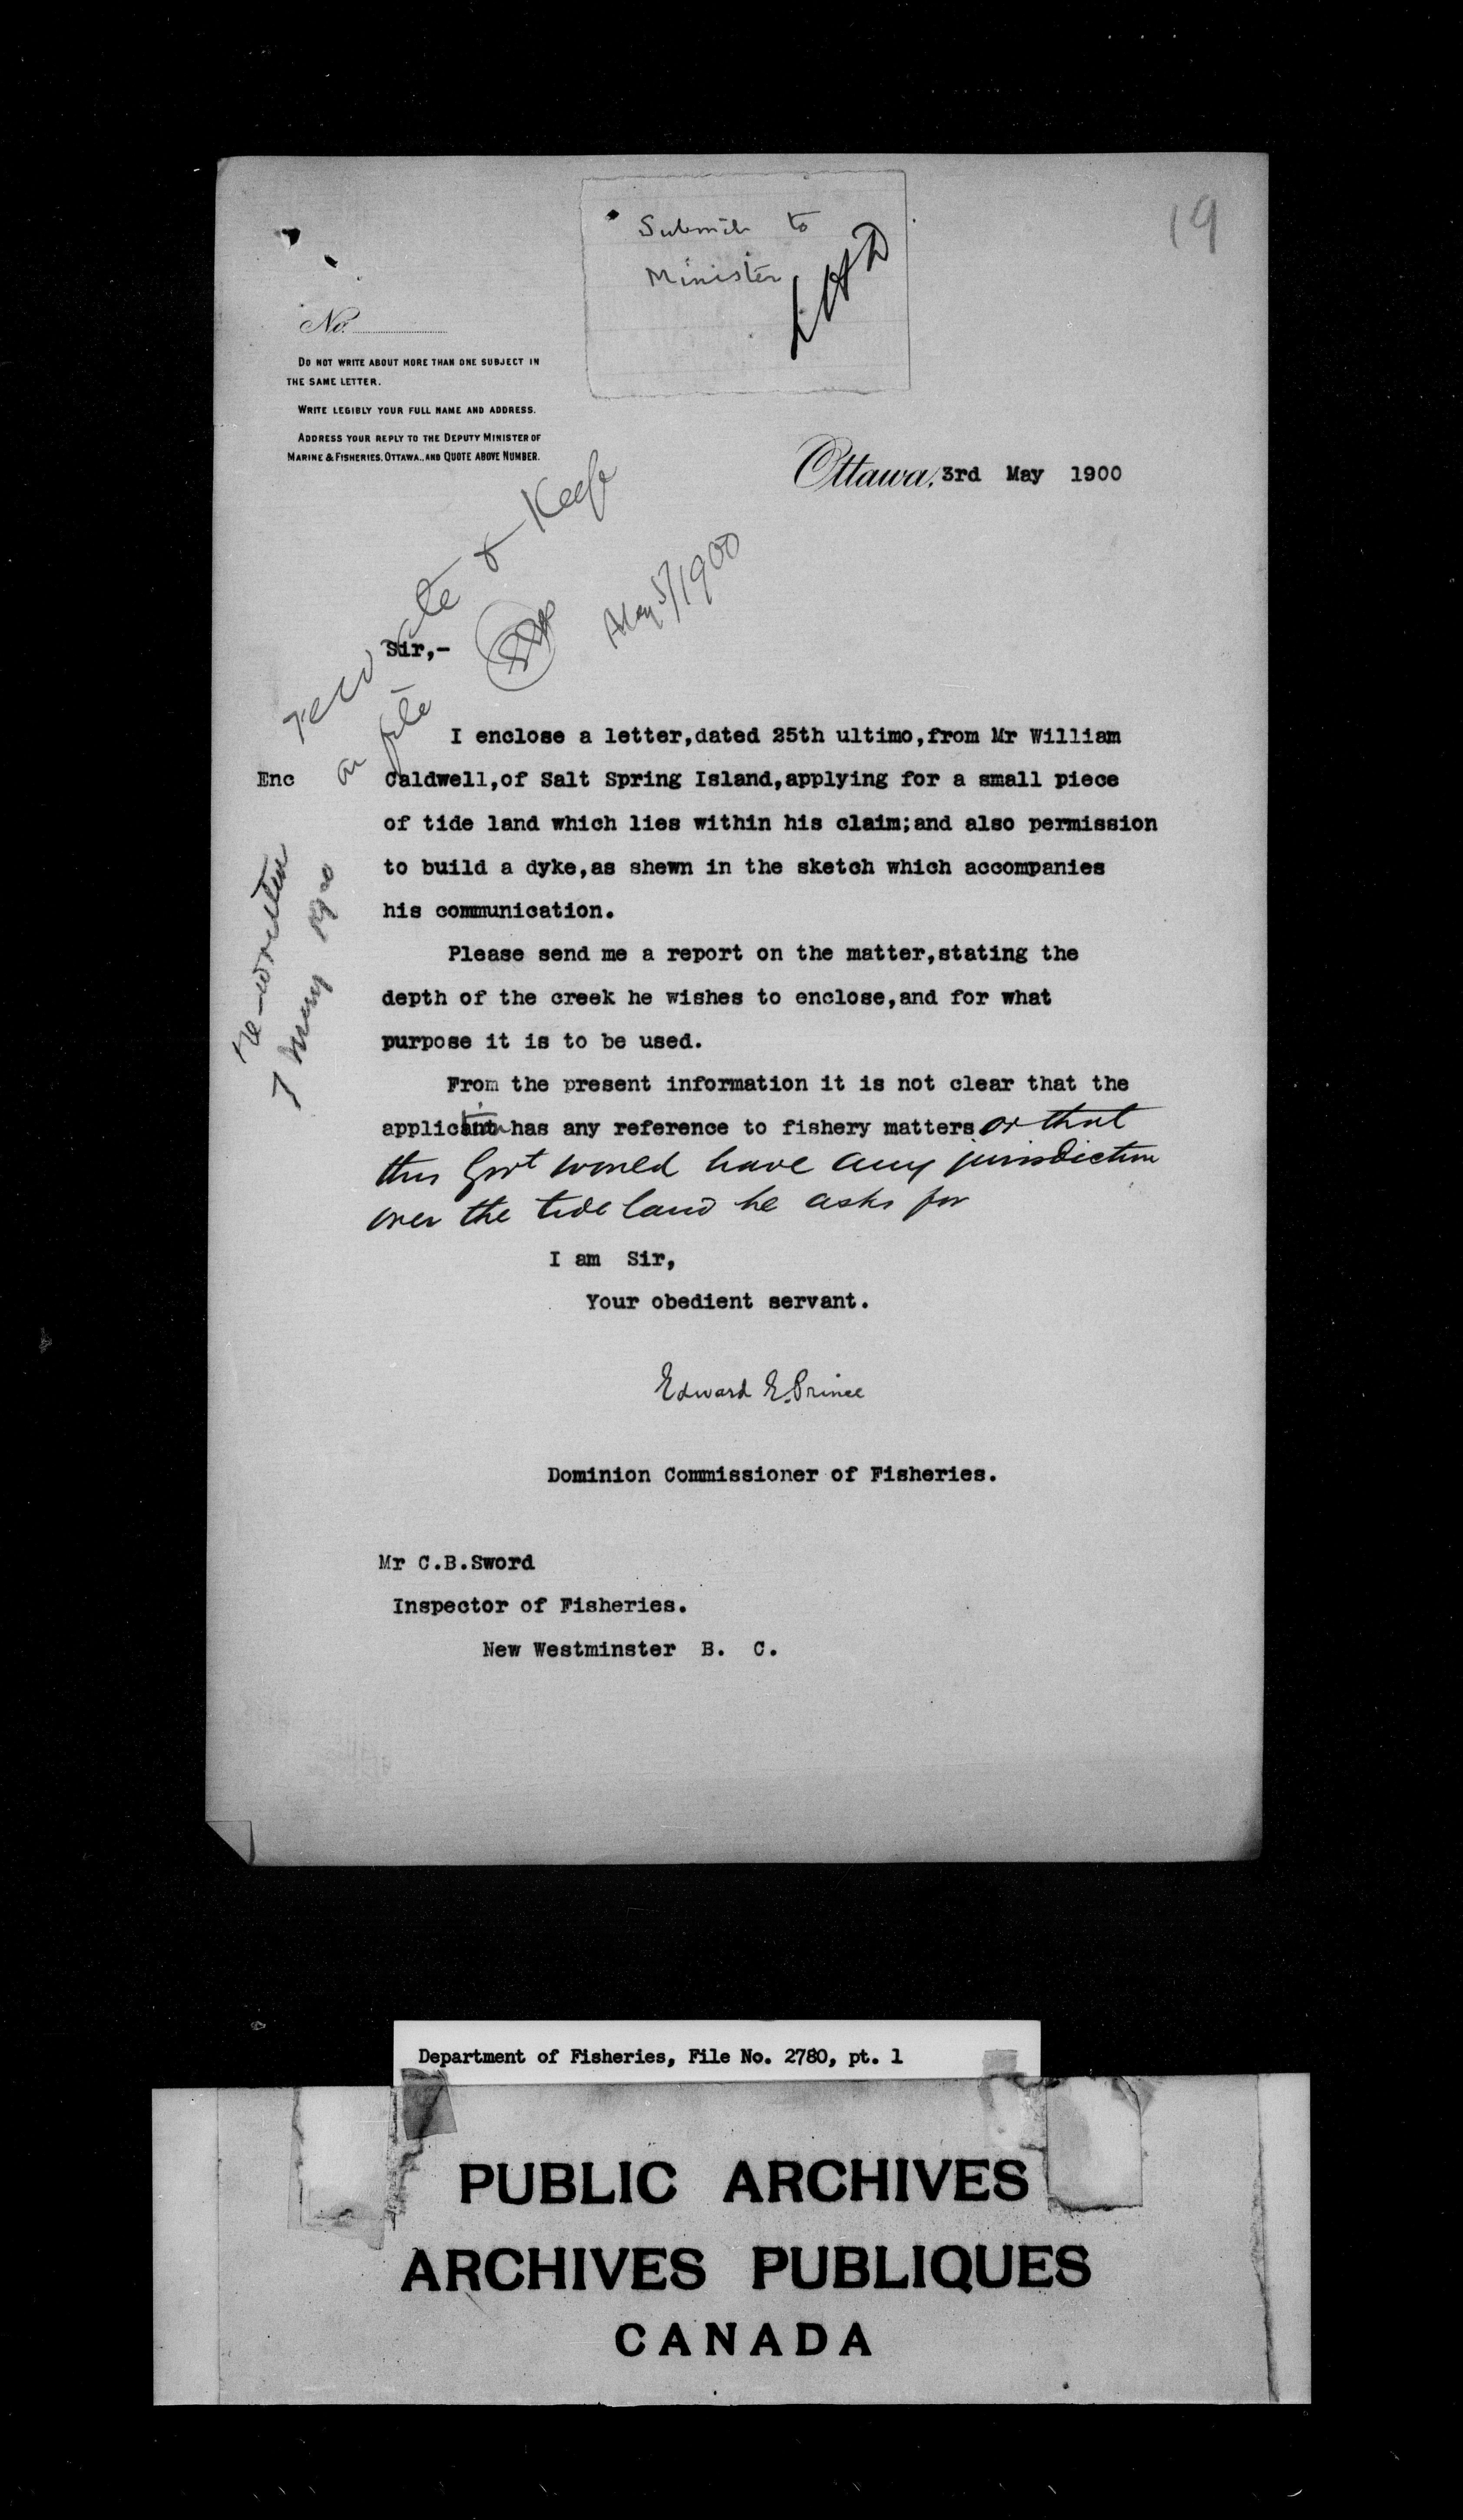 19
Submit to
Minister
No.
DO NOT WRITE ABOUT MORE THAN ONE SUBJECT IN
THE SAME LETTER.
WRITE LEGIBLY YOUR FULL NAME AND ADDRESS.
ADDRESS YOUR REPLY TO THE DEPUTY MINISTER OF
MARINE & FISHERIES, OTTAWA., AND QUOTE ABOVE NUMBER.
Ottawa, 3rd May 1900
rewrite & Keep
on file
May 5/1900
Sir,-
I enclose a letter,dated 25th ultimo,from Mr William
Enc
Caldwell,of Salt Spring Island,applying for a small piece
of tide land which lies within his claim;and also permission
to build a dyke,as shewn in the sketch which accompanies
his communication.
re-written
7 May 1900
Please send me a report on the matter,stating the
depth of the creek he wishes to enclose,and for what
purpose it is to be used.
From the present information it is not clear that the
application has any reference to fishery matters or that
this Govt would have any jurisdiction
over the tide land he asks for
I am Sir,
Your obedient servant.
Edward E. Prince
Dominion Commissioner of Fisheries.
Mr C.B.Sword
Inspector of Fisheries.
New Westminster B. C.
Department of Fisheries, File No. 2780, pt. 1
PUBLIC ARCHIVES
ARCHIVES PUBLIQUES
CANADA